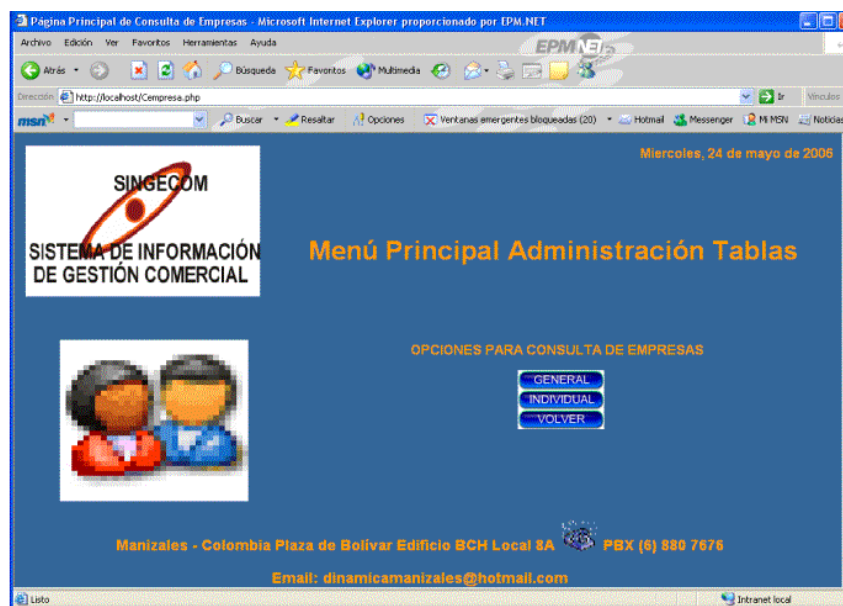 Página Principal de Consulta de Empresas - Microsoft Internet Explorer proporcionado por EPM.NET
Archivo Edición Ver Favoritos Herramientas Ayuda
EPM NET
Atrás Búsqueda Favoritos Multimedia
Dirección http://localhost/Cempresa.php Ir Vínculos
msn Buscar Resaltar Opciones Ventanas emergentes bloqueadas (20) Hotmail Messenger Mi MSN Noticias
Miercoles, 24 de mayo de 2006
SINGECOM
SISTEMA DE INFORMACIÓN
DE GESTIÓN COMERCIAL
Menú Principal Administración Tablas
OPCIONES PARA CONSULTA DE EMPRESAS
GENERAL
INDIVIDUAL
VOLVER
Manizales - Colombia Plaza de Bolívar Edificio BCH Local 8A PBX (6) 880 7676
Email: dinamicamanizales@hotmail.com
Listo Intranet local